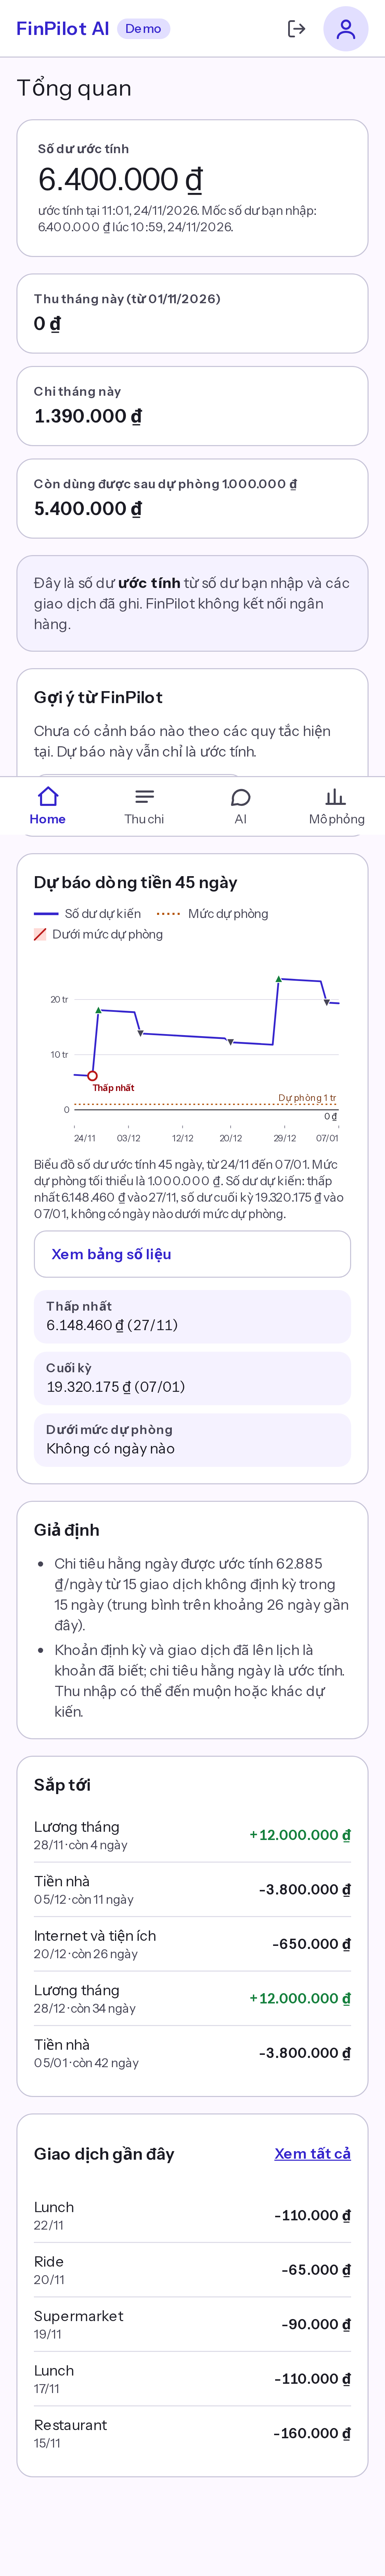 FinPilot AI Demo
Tổng quan
Số dư ước tính
6.400.000 ₫
ước tính tại 11:01, 24/11/2026. Mốc số dư bạn nhập:
6.400.000 ₫ lúc 10:59, 24/11/2026.
Thu tháng này (từ 01/11/2026)
0 ₫
Chi tháng này
1.390.000 ₫
Còn dùng được sau dự phòng 1.000.000 ₫
5.400.000 ₫
Đây là số dư ước tính từ số dư bạn nhập và các
giao dịch đã ghi. FinPilot không kết nối ngân
hàng.
Gợi ý từ FinPilot
Chưa có cảnh báo nào theo các quy tắc hiện
tại. Dự báo này vẫn chỉ là ước tính.
Home Thu chi AI Mô phỏng
Dự báo dòng tiền 45 ngày
Số dư dự kiến Mức dự phòng
Dưới mức dự phòng
20 tr
10 tr
Thấp nhất
Dự phòng 1 tr
0
0 ₫
24/11 03/12 12/12 20/12 29/12 07/01
Biểu đồ số dư ước tính 45 ngày, từ 24/11 đến 07/01. Mức
dự phòng tối thiểu là 1.000.000 ₫. Số dư dự kiến: thấp
nhất 6.148.460 ₫ vào 27/11, số dư cuối kỳ 19.320.175 ₫ vào
07/01, không có ngày nào dưới mức dự phòng.
Xem bảng số liệu
Thấp nhất
6.148.460 ₫ (27/11)
Cuối kỳ
19.320.175 ₫ (07/01)
Dưới mức dự phòng
Không có ngày nào
Giả định
• Chi tiêu hằng ngày được ước tính 62.885
₫/ngày từ 15 giao dịch không định kỳ trong
15 ngày (trung bình trên khoảng 26 ngày gần
đây).
• Khoản định kỳ và giao dịch đã lên lịch là
khoản đã biết; chi tiêu hằng ngày là ước tính.
Thu nhập có thể đến muộn hoặc khác dự
kiến.
Sắp tới
Lương tháng
28/11 · còn 4 ngày
+12.000.000 ₫
Tiền nhà
05/12 · còn 11 ngày
-3.800.000 ₫
Internet và tiện ích
20/12 · còn 26 ngày
-650.000 ₫
Lương tháng
28/12 · còn 34 ngày
+12.000.000 ₫
Tiền nhà
05/01 · còn 42 ngày
-3.800.000 ₫
Giao dịch gần đây Xem tất cả
Lunch
22/11
-110.000 ₫
Ride
20/11
-65.000 ₫
Supermarket
19/11
-90.000 ₫
Lunch
17/11
-110.000 ₫
Restaurant
15/11
-160.000 ₫